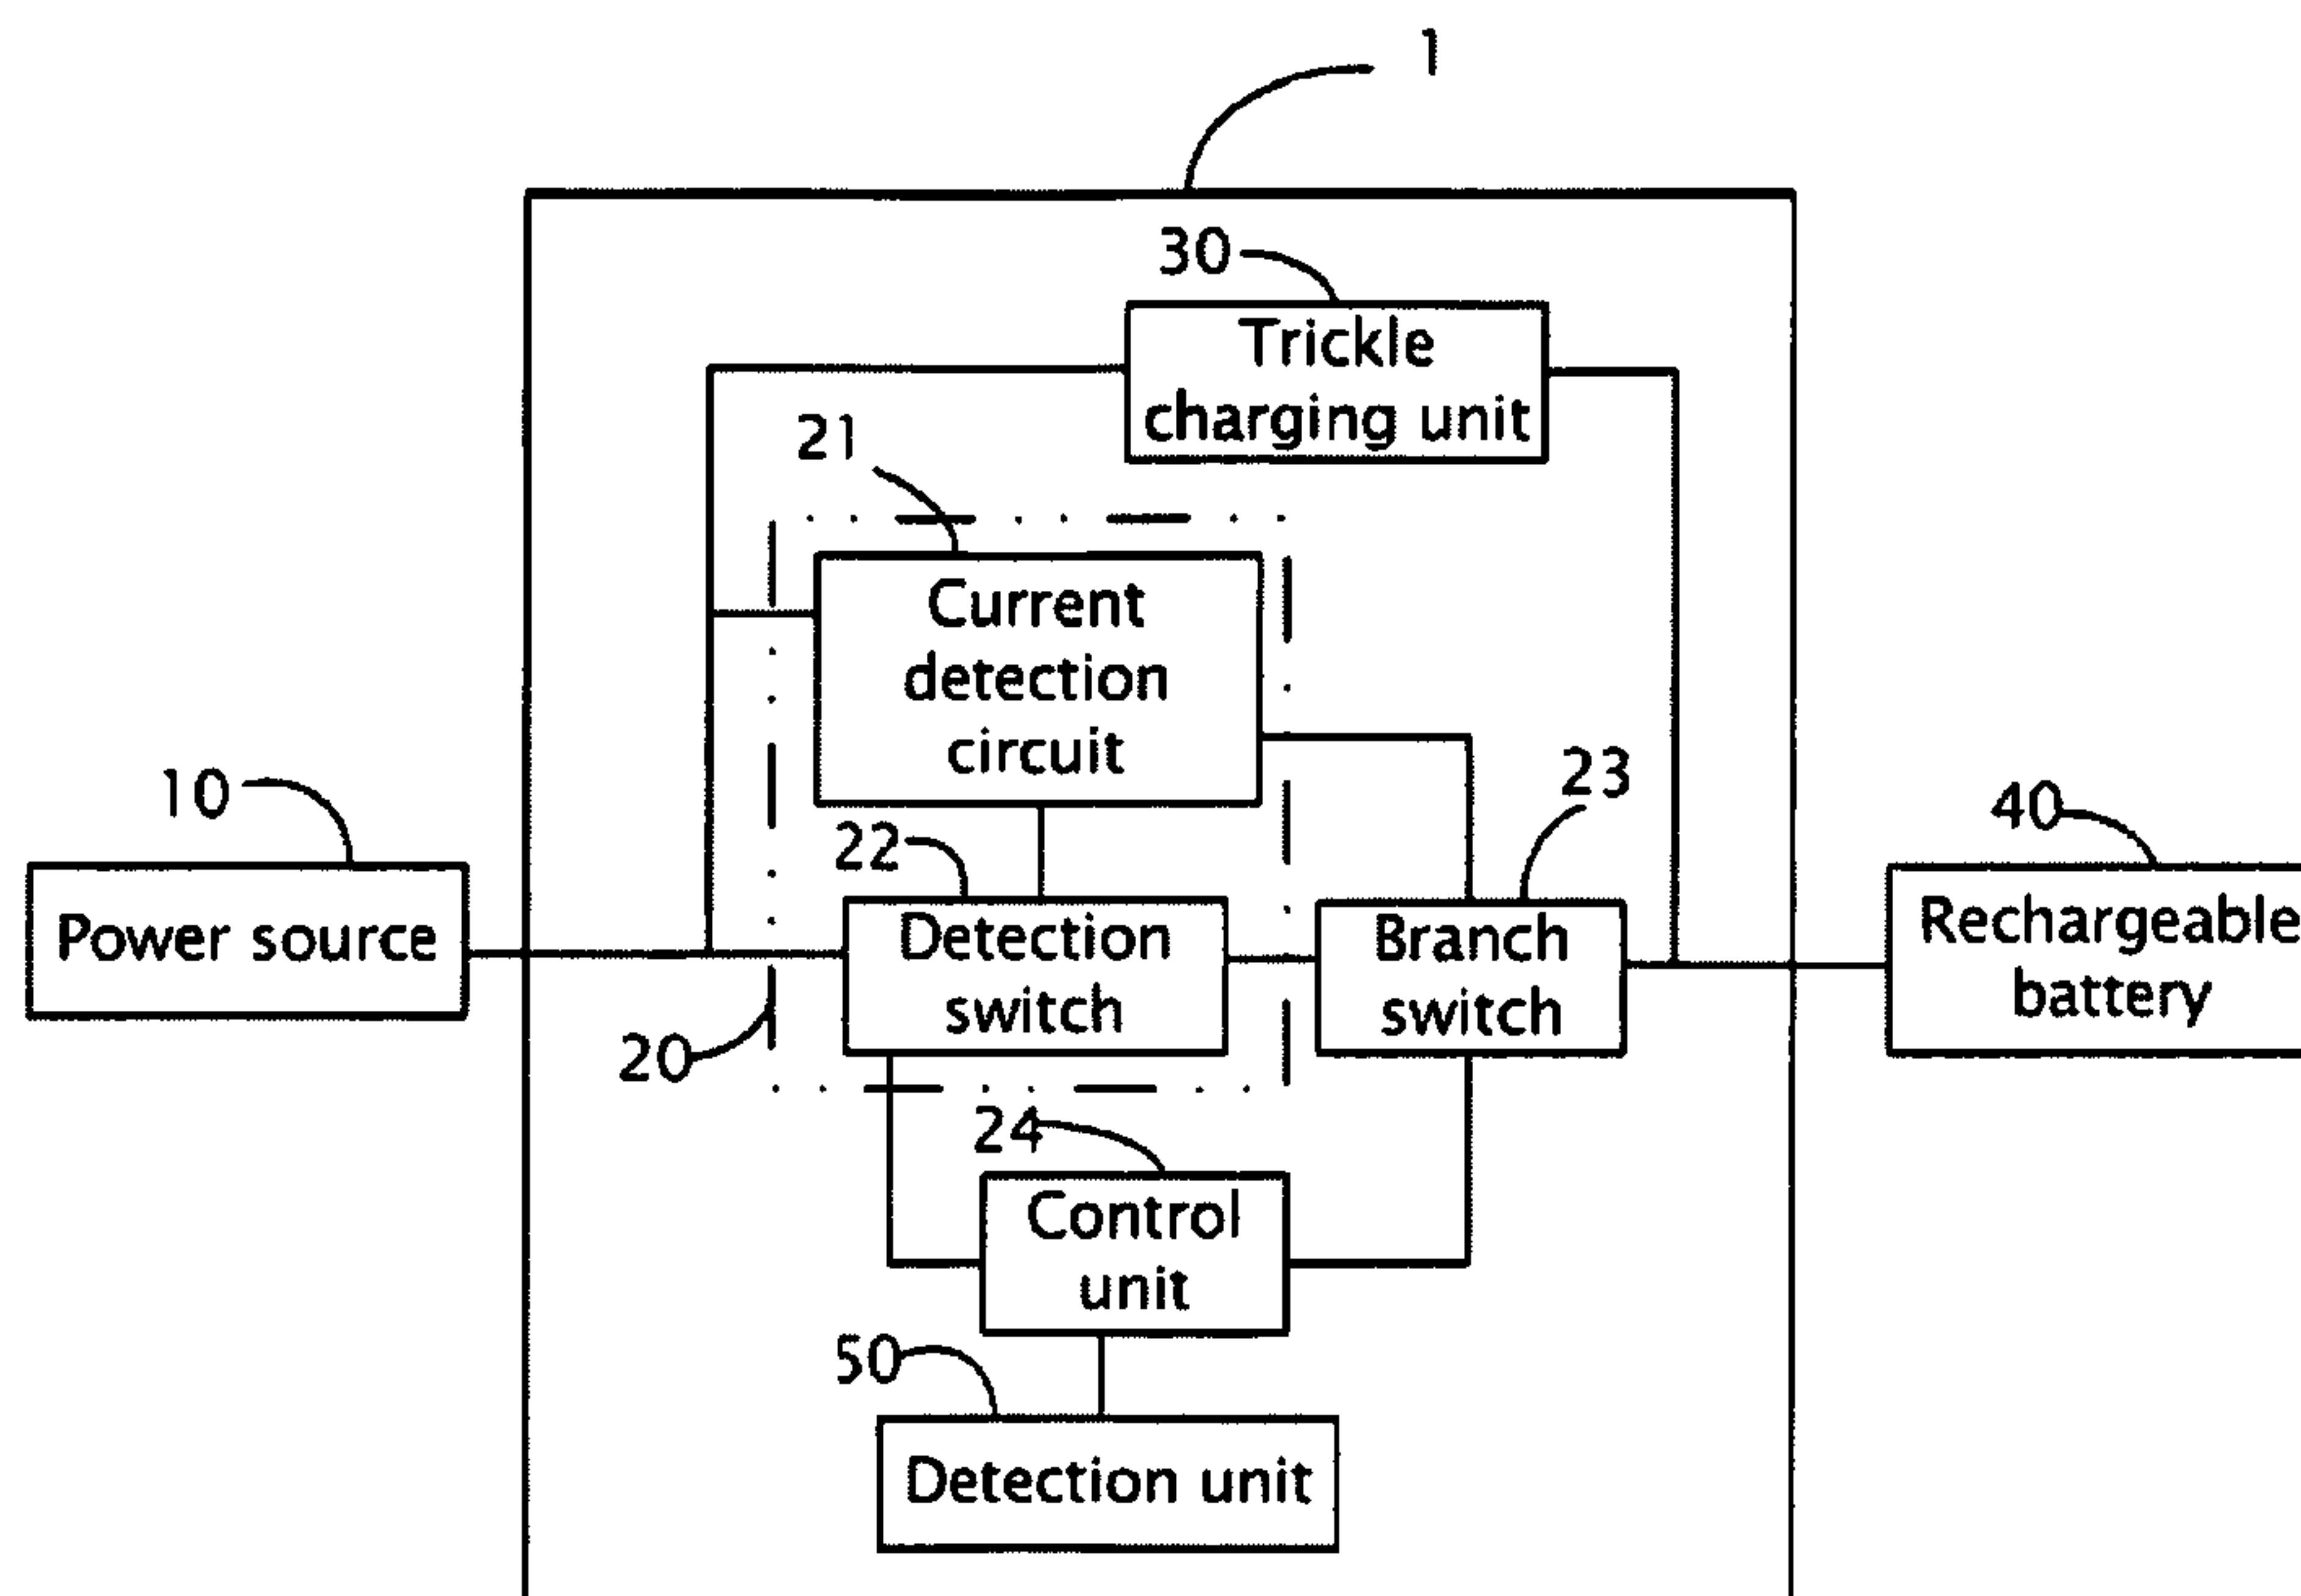 1
30
Trickle
charging unit
21
Current
detection
circuit
10
Power source
22
Detection
switch
23
Branch
switch
40
Rechargeable
battery
20
24
Control
unit
50
Detection unit